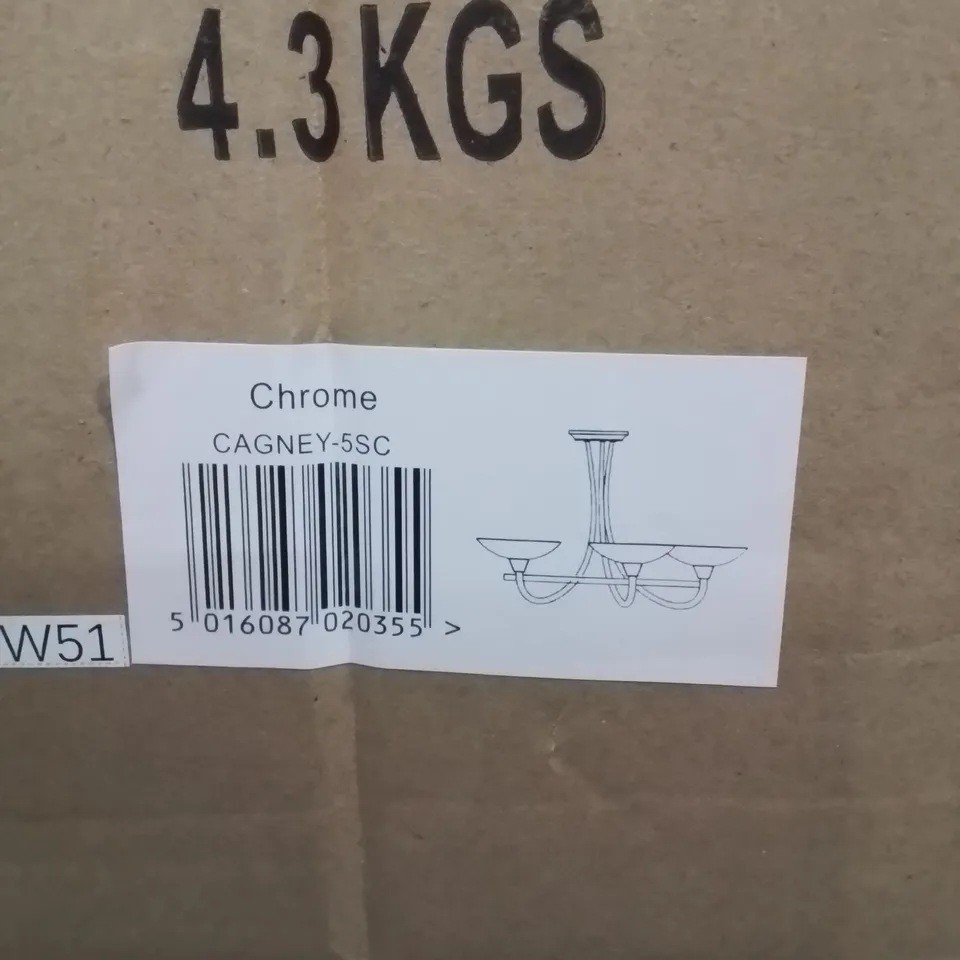 4.3KGS
Chrome
CAGNEY-5SC
5 016087 020355 >
W51